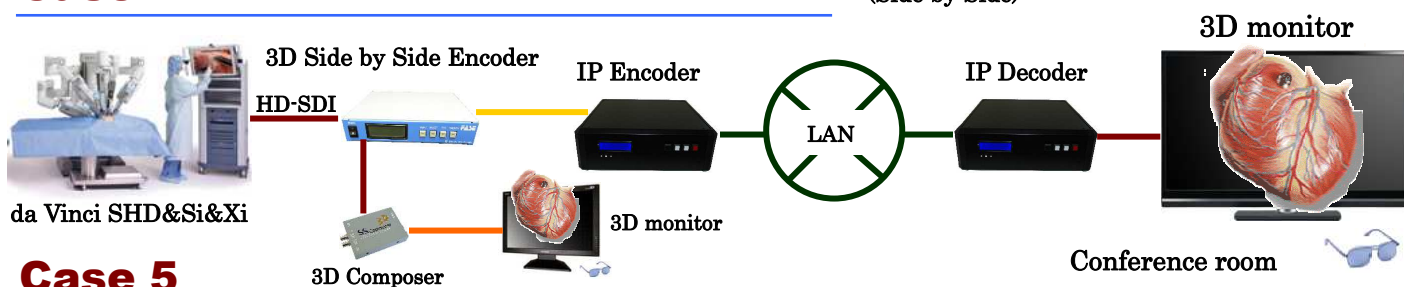 (Side by Side)
3D monitor
3D Side by Side Encoder
IP Encoder
IP Decoder
HD-SDI
LAN
da Vinci SHD&Si&Xi
3D monitor
Conference room
Case 5
3D Composer